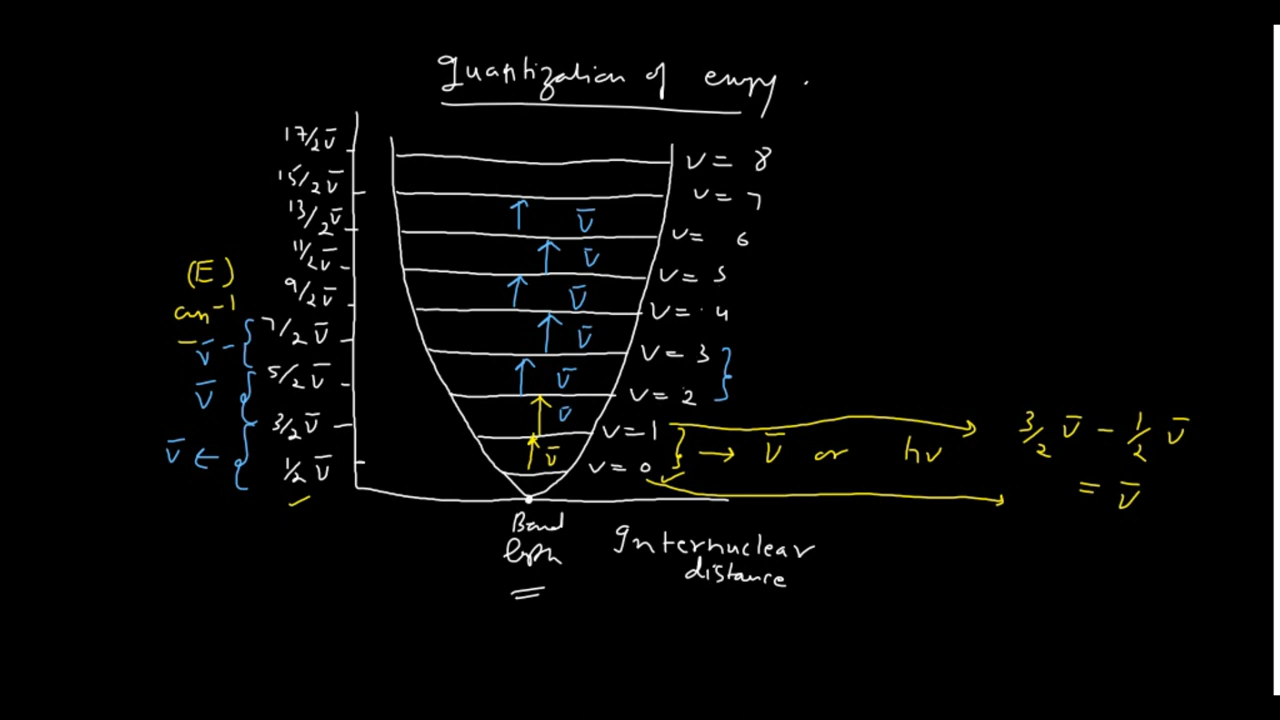 Quantization of enrgy.
17/2 ν̄
v = 8
15/2 ν̄
v = 7
13/2 ν̄
ν̄
v = 6
11/2 ν̄
ν̄
(E)
v = 5
9/2 ν̄
ν̄
cm⁻¹
v = 4
7/2 ν̄
ν̄
ν̄
v = 3
5/2 ν̄
ν̄
ν̄
v = 2
3/2 ν̄
ν
v = 1
3/2 ν̄ - 1/2 ν̄
ν̄ ←
1/2 ν̄
ν̄
v = 0
→ ν̄ or hν
= ν̄
Bond
Internuclear
distance